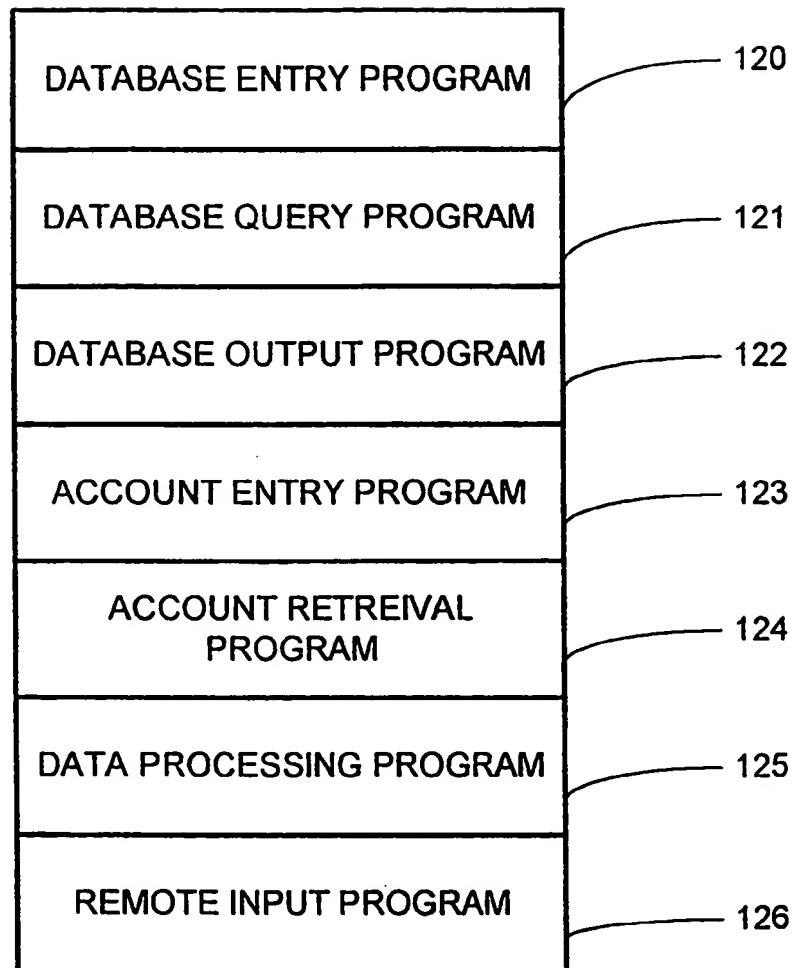 DATABASE ENTRY PROGRAM
120
DATABASE QUERY PROGRAM
121
DATABASE OUTPUT PROGRAM
122
ACCOUNT ENTRY PROGRAM
123
ACCOUNT RETREIVAL
PROGRAM
124
DATA PROCESSING PROGRAM
125
REMOTE INPUT PROGRAM
126